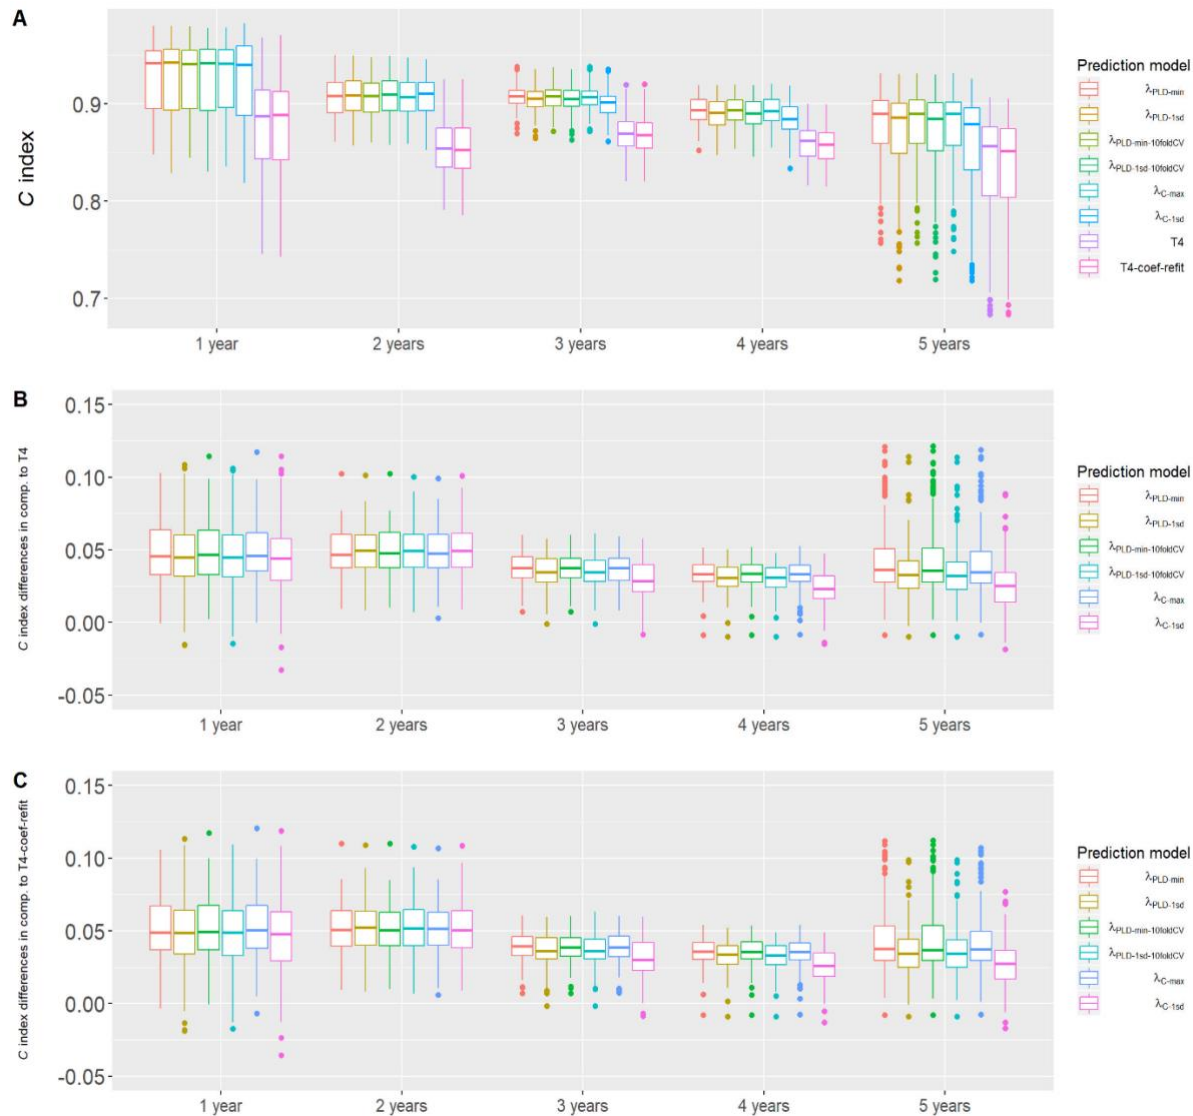 A
C index
0.9
0.8
0.7
1 year
2 years
3 years
4 years
5 years
Prediction model
λPLD-min
λPLD-1sd
λPLD-min-10foldCV
λPLD-1sd-10foldCV
λC-max
λC-1sd
T4
T4-coef-refit
B
C index differences in comp. to T4
0.15
0.10
0.05
0.00
-0.05
1 year
2 years
3 years
4 years
5 years
Prediction model
λPLD-min
λPLD-1sd
λPLD-min-10foldCV
λPLD-1sd-10foldCV
λC-max
λC-1sd
C
C index differences in comp. to T4-coef-refit
0.15
0.10
0.05
0.00
-0.05
1 year
2 years
3 years
4 years
5 years
Prediction model
λPLD-min
λPLD-1sd
λPLD-min-10foldCV
λPLD-1sd-10foldCV
λC-max
λC-1sd